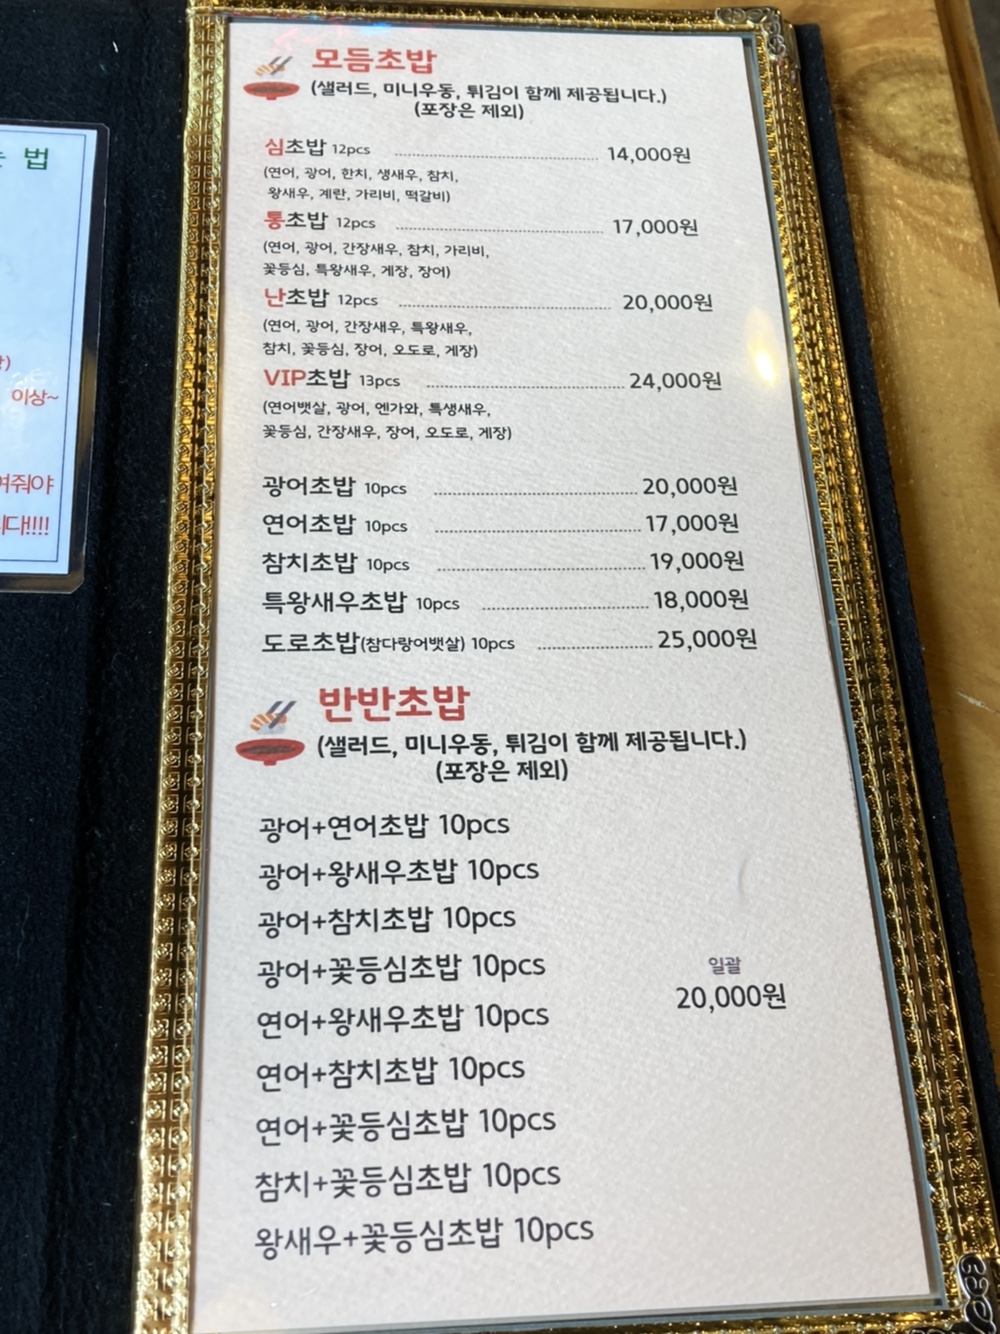 법
이상~
여줘야
니다!!!!
모듬초밥
(샐러드, 미니우동, 튀김이 함께 제공됩니다.)
(포장은 제외)
심초밥 12pcs 14,000원
(연어, 광어, 한치, 생새우, 참치,
왕새우, 계란, 가리비, 떡갈비)
통초밥 12pcs 17,000원
(연어, 광어, 간장새우, 참치, 가리비,
꽃등심, 특왕새우, 게장, 장어)
난초밥 12pcs 20,000원
(연어, 광어, 간장새우, 특왕새우,
참치, 꽃등심, 장어, 오도로, 게장)
VIP초밥 13pcs 24,000원
(연어뱃살, 광어, 엔가와, 특생새우,
꽃등심, 간장새우, 장어, 오도로, 게장)
광어초밥 10pcs 20,000원
연어초밥 10pcs 17,000원
참치초밥 10pcs 19,000원
특왕새우초밥 10pcs 18,000원
도로초밥(참다랑어뱃살) 10pcs 25,000원
반반초밥
(샐러드, 미니우동, 튀김이 함께 제공됩니다.)
(포장은 제외)
광어+연어초밥 10pcs
광어+왕새우초밥 10pcs
광어+참치초밥 10pcs
광어+꽃등심초밥 10pcs
연어+왕새우초밥 10pcs
연어+참치초밥 10pcs
연어+꽃등심초밥 10pcs
참치+꽃등심초밥 10pcs
왕새우+꽃등심초밥 10pcs
일괄
20,000원